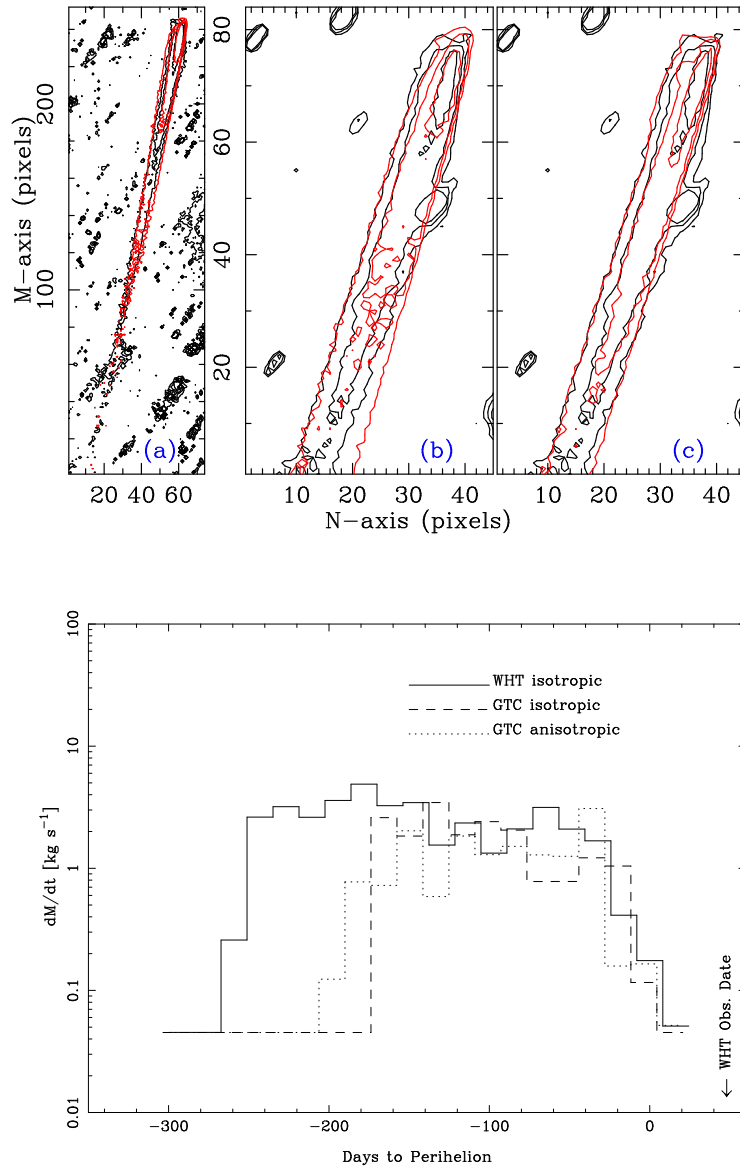 M-axis (pixels)
200
100
20 40 60
(a)
80
60
40
20
10 20 30 40
(b)
10 20 30 40
(c)
N-axis (pixels)
100
10
1
0.1
0.01
dM/dt [kg s⁻¹]
WHT isotropic
GTC isotropic
GTC anisotropic
← WHT Obs. Date
-300 -200 -100 0
Days to Perihelion